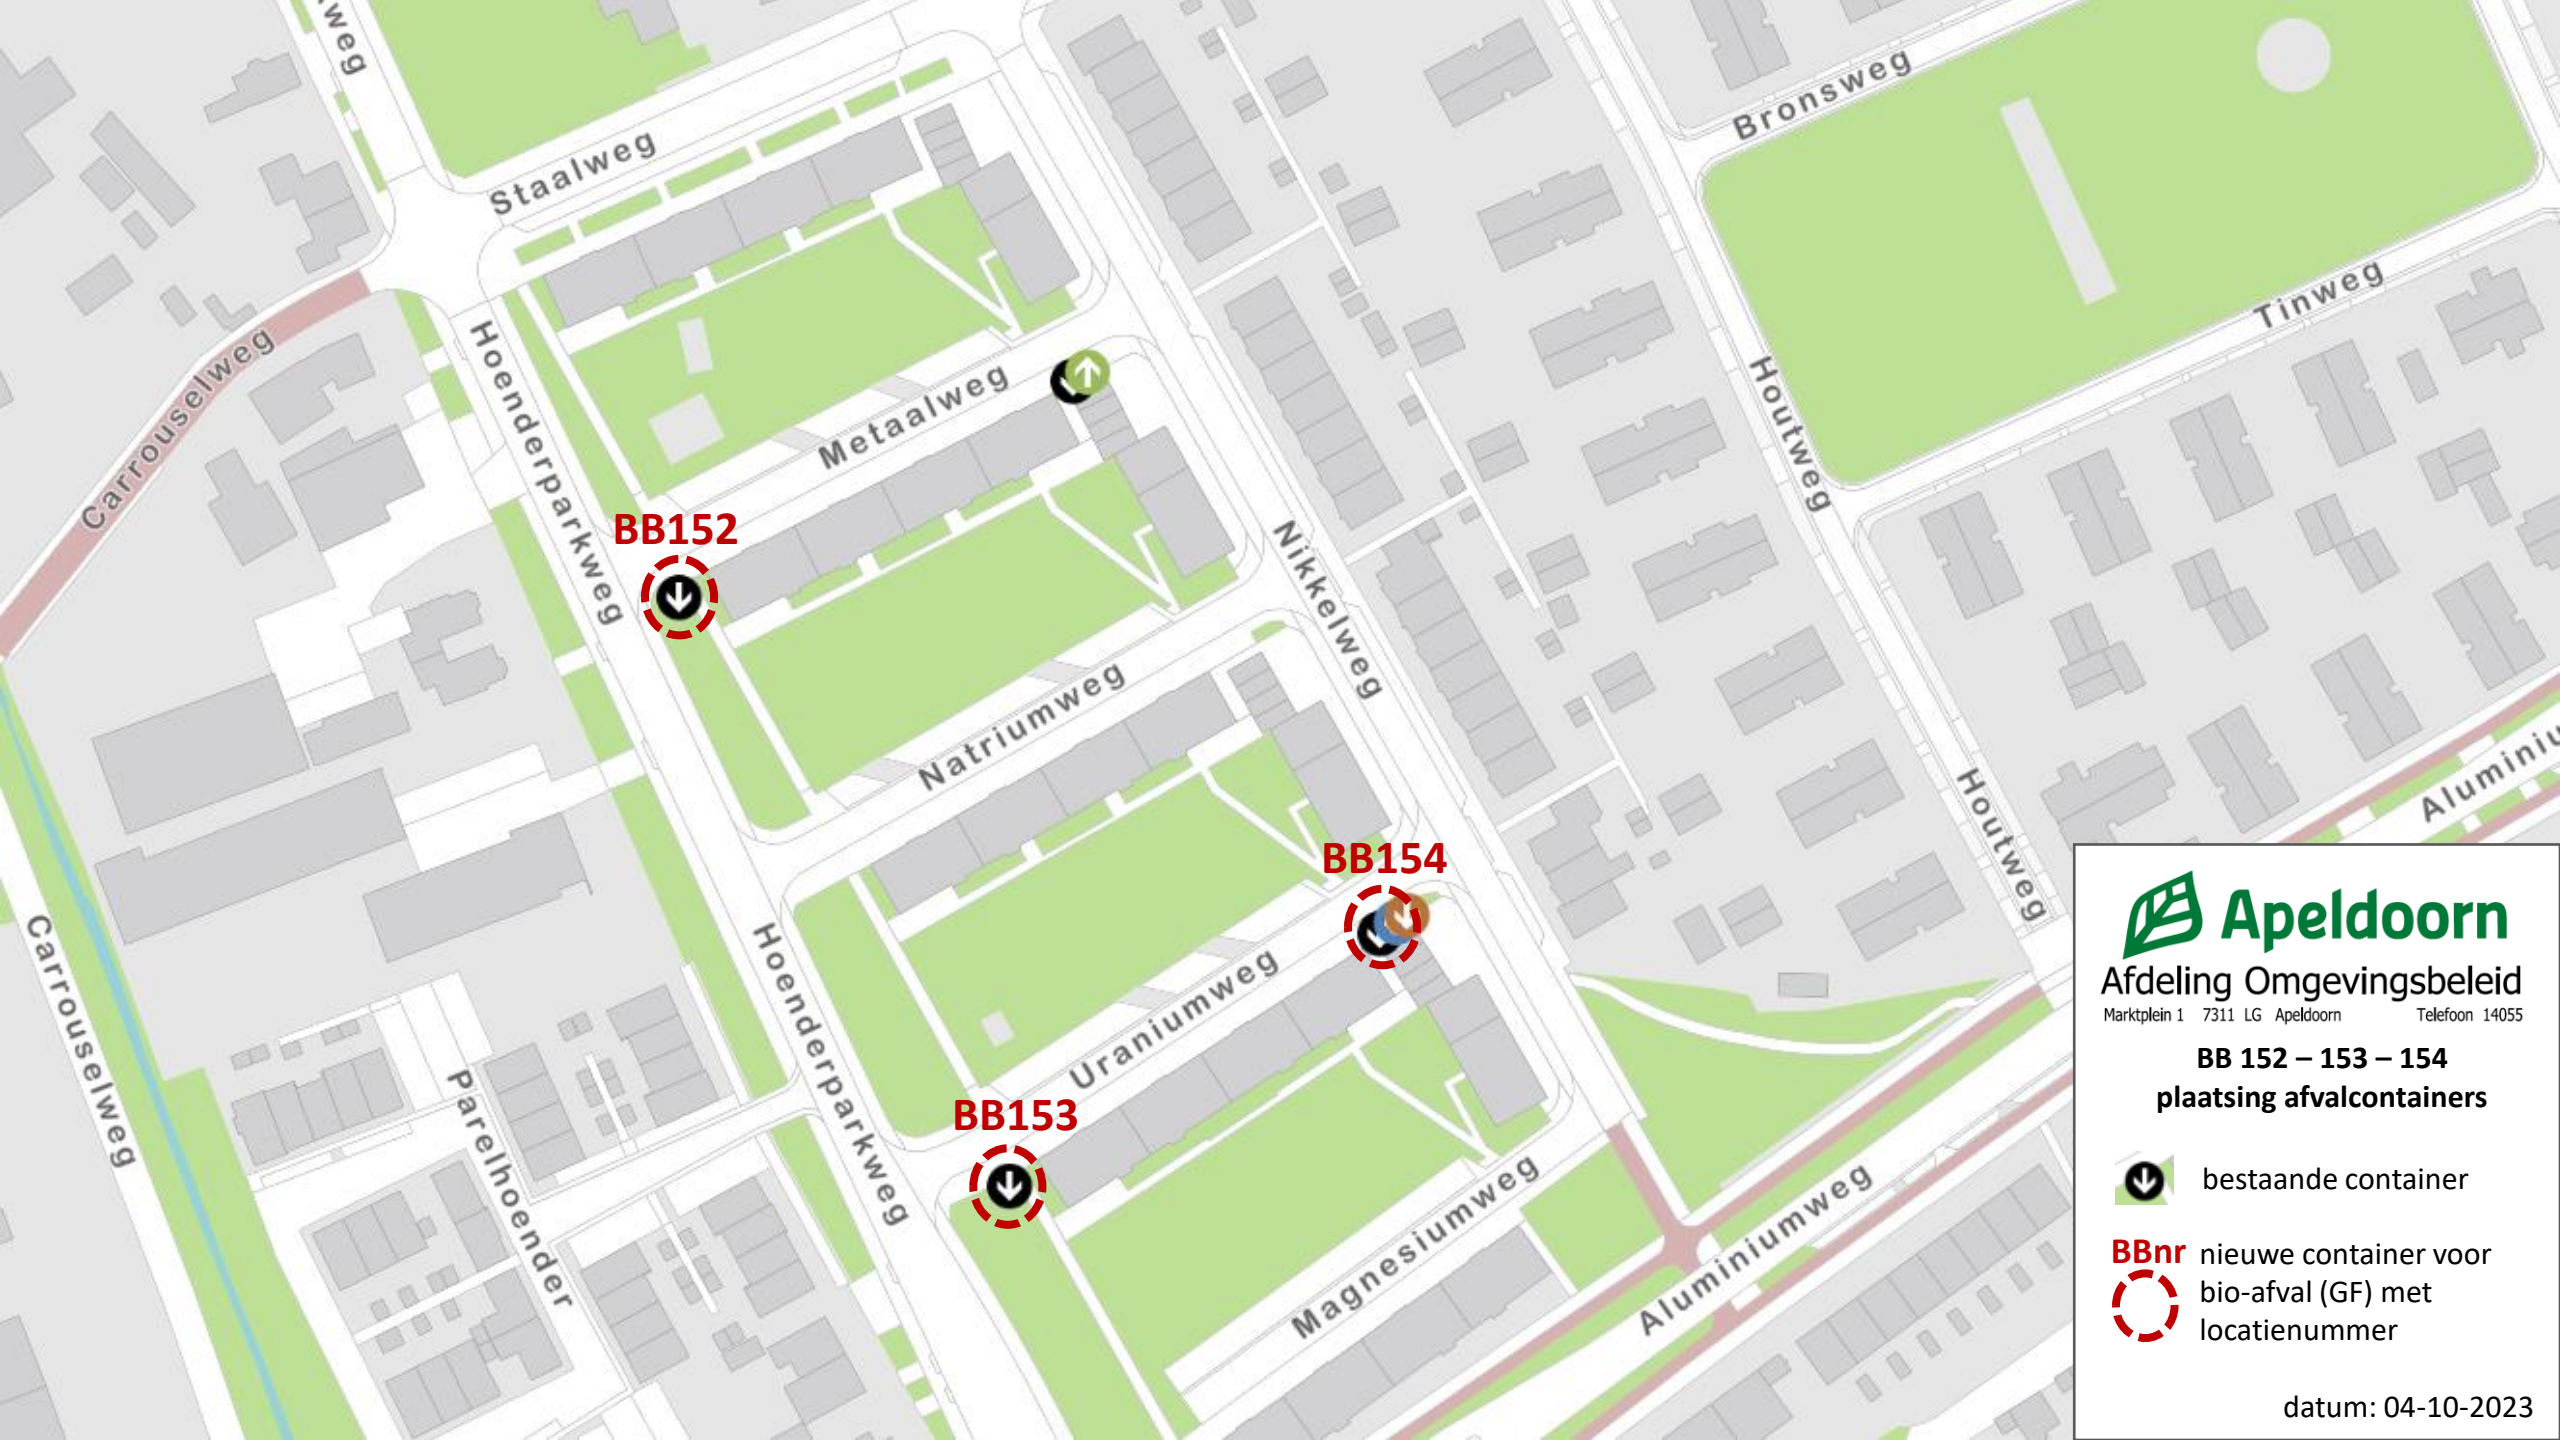 weg
Staalweg
Bronsweg
Tinweg
Carrouselweg
Hoenderparkweg
Metaalweg
Houtweg
BB152
Nikkelweg
Natriumweg
Houtweg
BB154
Carrouselweg
Hoenderparkweg
Uraniumweg
Parelhoender
BB153
Magnesiumweg
Aluminiumweg
Aluminiu
Apeldoorn
Afdeling Omgevingsbeleid
Marktplein 1 7311 LG Apeldoorn Telefoon 14055
BB 152 – 153 – 154
plaatsing afvalcontainers
bestaande container
BBnr nieuwe container voor
bio-afval (GF) met
locatienummer
datum: 04-10-2023